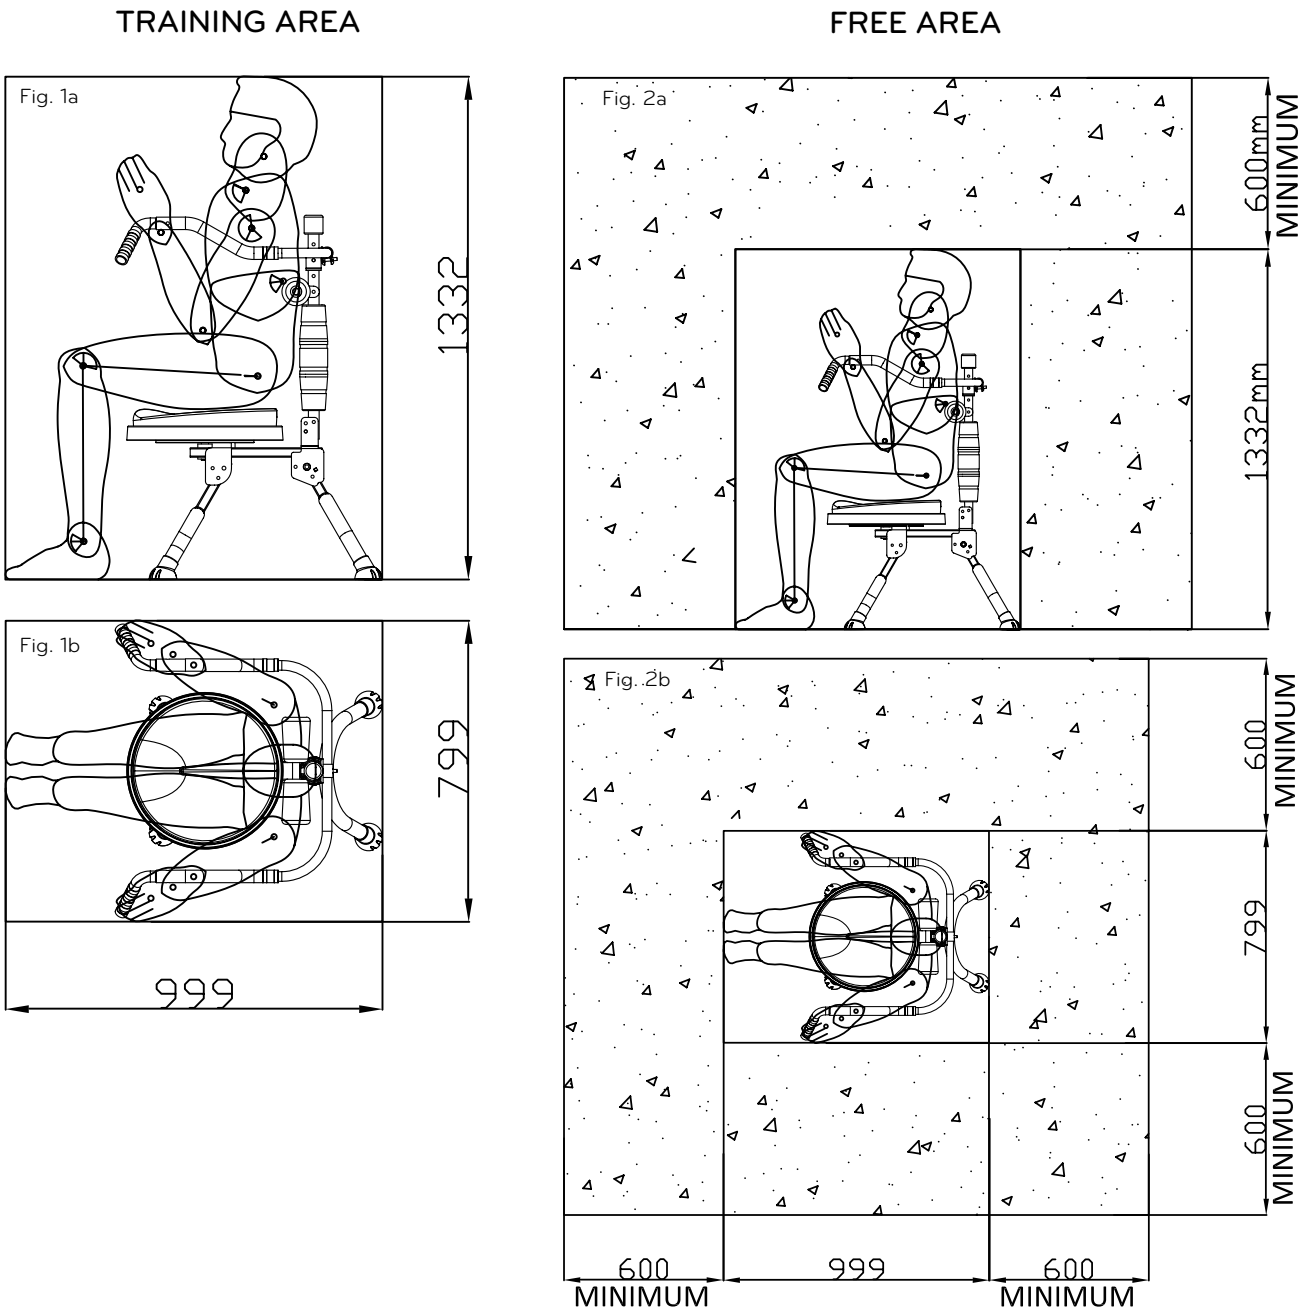 TRAINING AREA
FREE AREA
Fig. 1a
1332
Fig. 1b
799
999
Fig. 2a
600mm
MINIMUM
1332mm
Fig. 2b
600
MINIMUM
799
600
MINIMUM
600
MINIMUM
999
600
MINIMUM